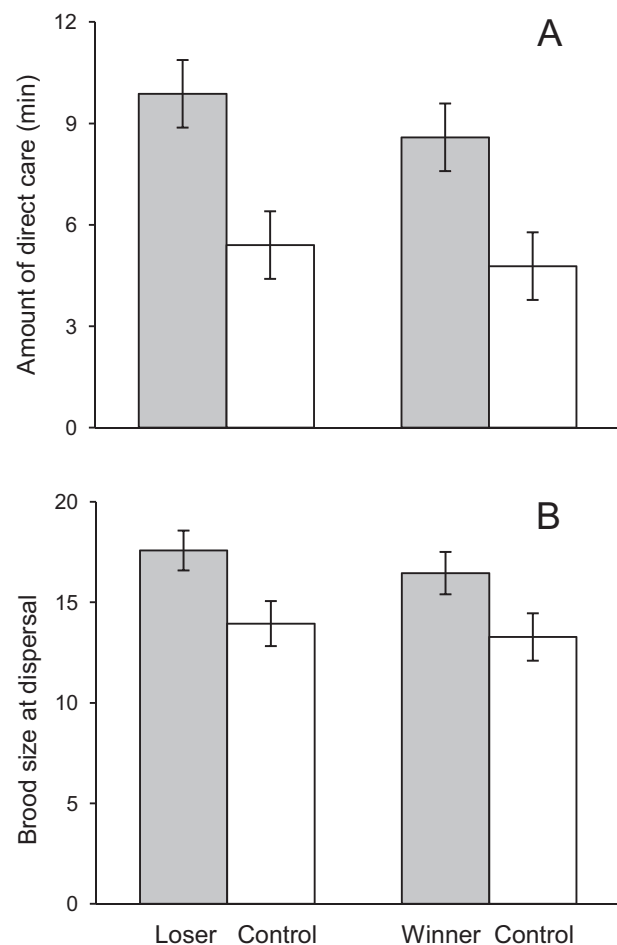 A
Amount of direct care (min)
12
9
6
3
0
B
Brood size at dispersal
20
15
10
5
0
Loser Control Winner Control